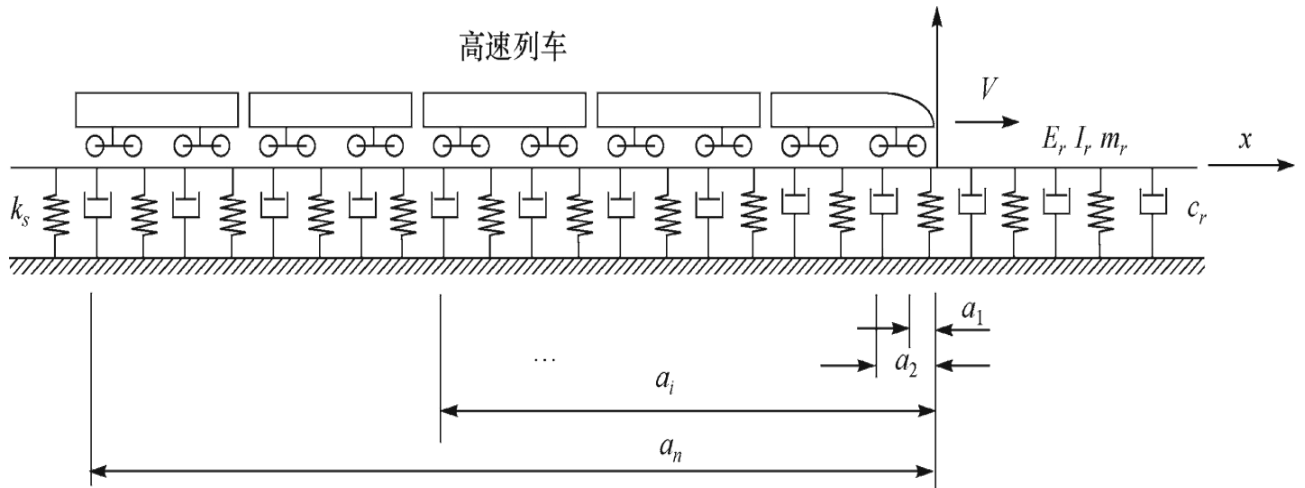 高速列车
V
E_r I_r m_r
x
k_s
c_r
a_1
…
a_2
a_i
a_n